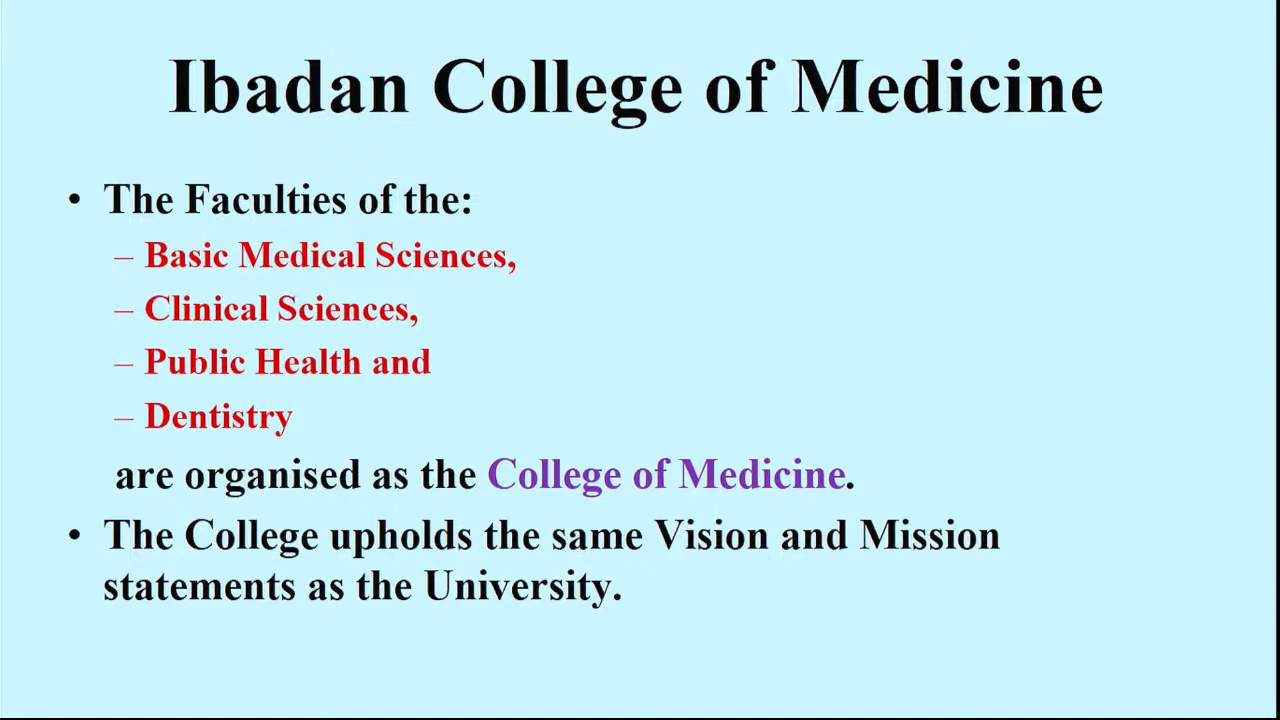 Ibadan College of Medicine
• The Faculties of the:
– Basic Medical Sciences,
– Clinical Sciences,
– Public Health and
– Dentistry
are organised as the College of Medicine.
• The College upholds the same Vision and Mission
statements as the University.